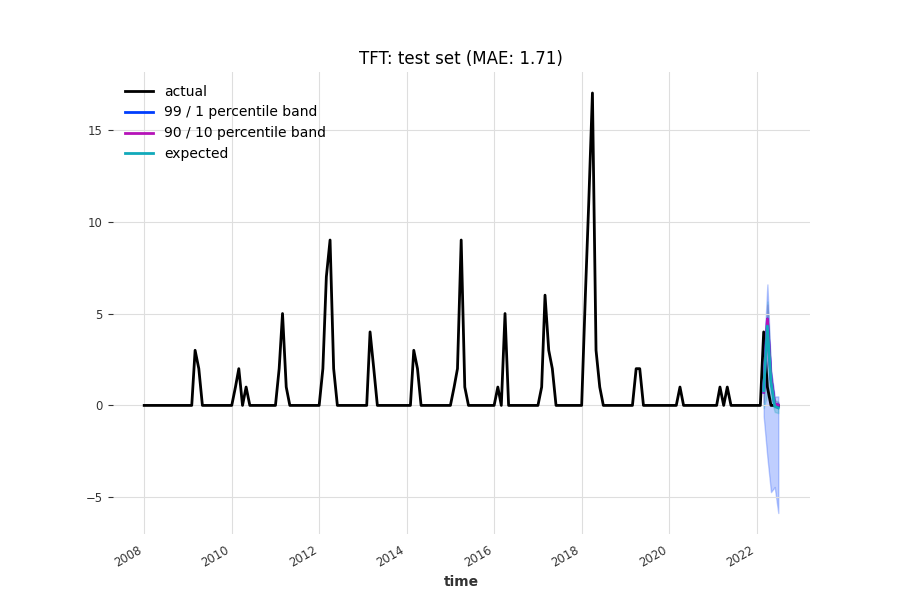 TFT: test set (MAE: 1.71)
actual
99 / 1 percentile band
90 / 10 percentile band
expected
15
10
5
0
−5
2008
2010
2012
2014
2016
2018
2020
2022
time